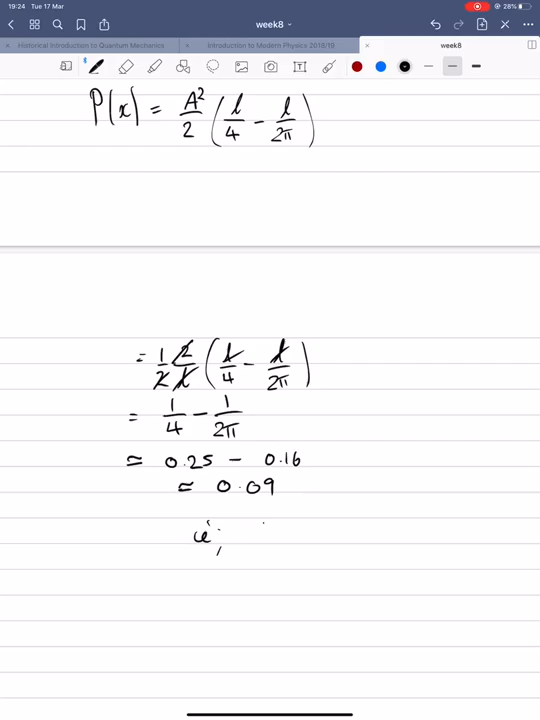 19:24 Tue 17 Mar 28%
week8
Historical Introduction to Quantum Mechanics
Introduction to Modern Physics 2018/19
week8
P(x) = A²/2 (l/4 − l/2π)
= 1/2 2/l (l/4 − l/2π)
= 1/4 − 1/2π
≃ 0.25 − 0.16
≃ 0.09
ie;